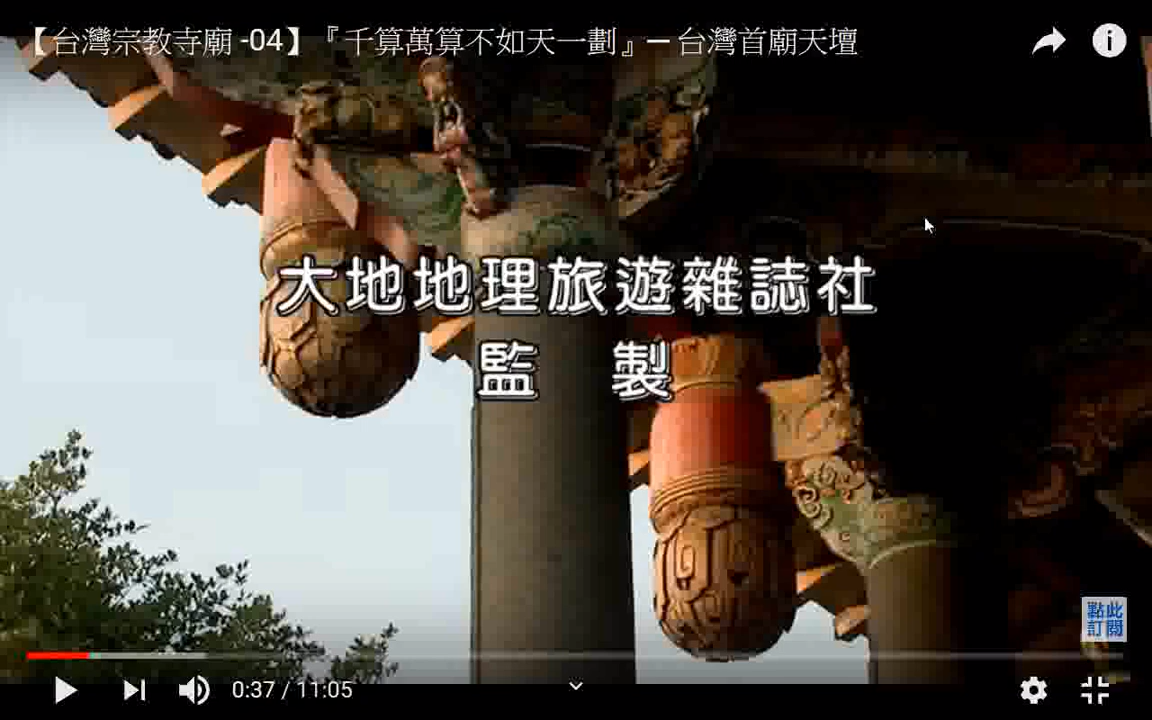 【台灣宗教寺廟 -04】『千算萬算不如天一劃』─ 台灣首廟天壇
大地地理旅遊雜誌社
監 製
點此
訂閱
0:37 / 11:05